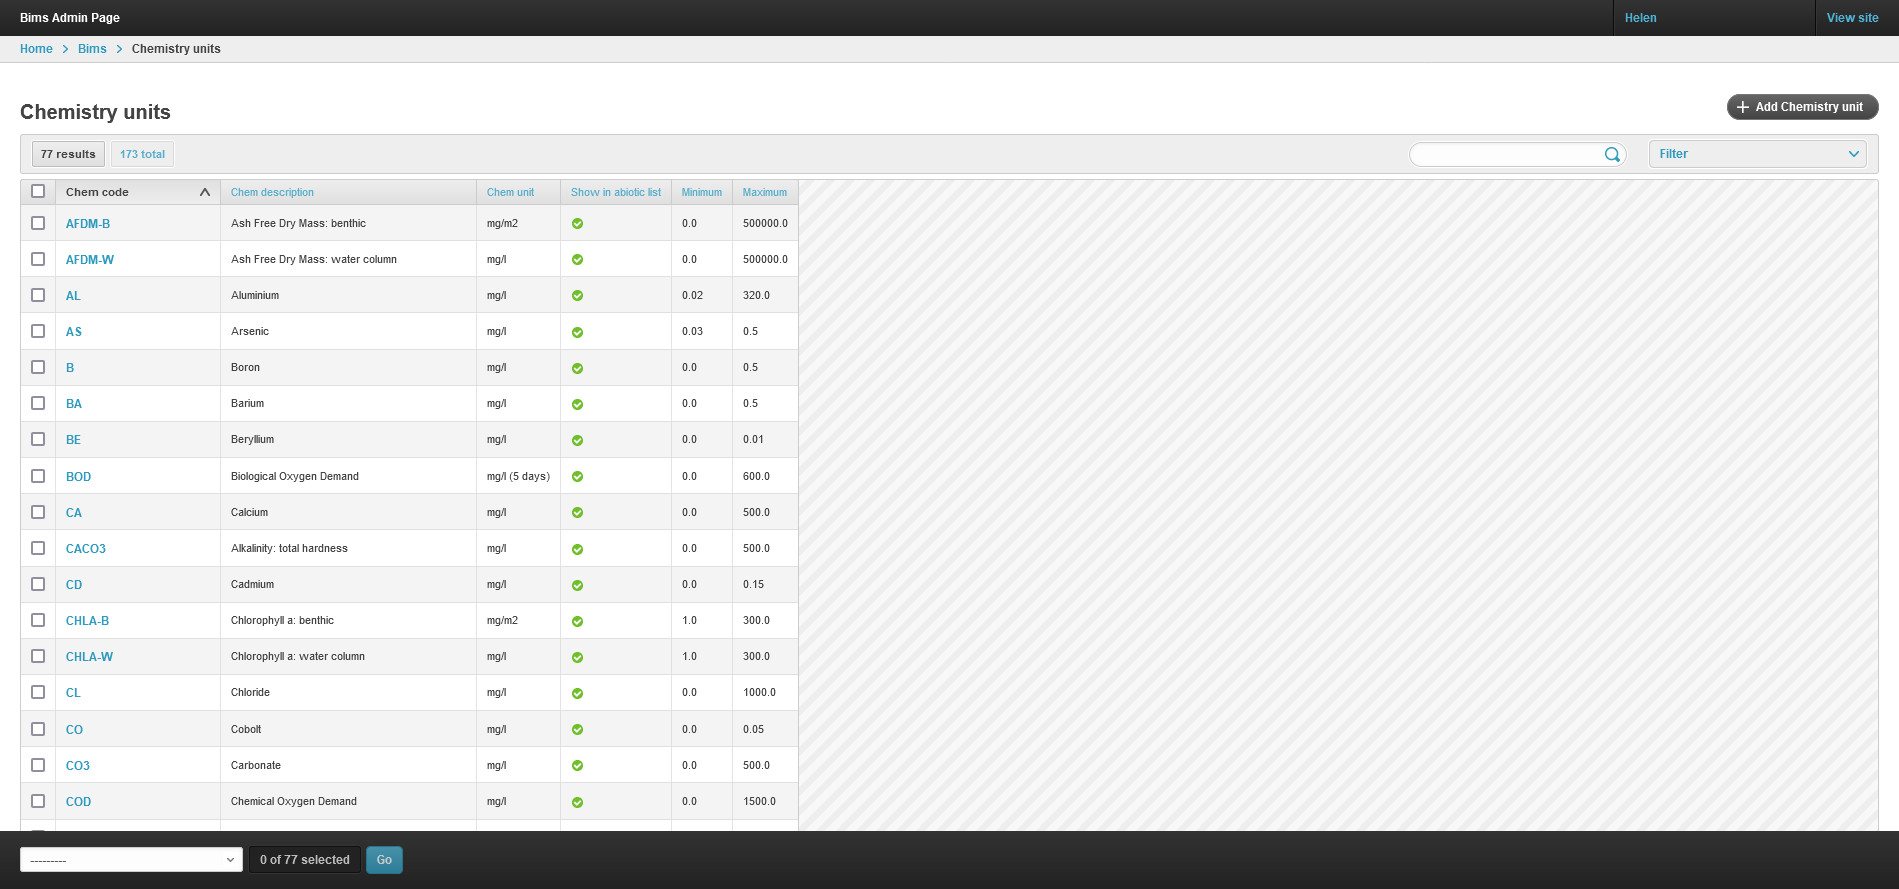 Bims Admin Page Helen View site
Home > Bims > Chemistry units
Chemistry units
Add Chemistry unit
77 results 173 total Filter
Chem code Chem description Chem unit Show in abiotic list Minimum Maximum
AFDM-B Ash Free Dry Mass: benthic mg/m2 0.0 500000.0
AFDM-W Ash Free Dry Mass: water column mg/l 0.0 500000.0
AL Aluminium mg/l 0.02 320.0
AS Arsenic mg/l 0.03 0.5
B Boron mg/l 0.0 0.5
BA Barium mg/l 0.0 0.5
BE Beryllium mg/l 0.0 0.01
BOD Biological Oxygen Demand mg/l (5 days) 0.0 600.0
CA Calcium mg/l 0.0 500.0
CACO3 Alkalinity: total hardness mg/l 0.0 500.0
CD Cadmium mg/l 0.0 0.15
CHLA-B Chlorophyll a: benthic mg/m2 1.0 300.0
CHLA-W Chlorophyll a: water column mg/l 1.0 300.0
CL Chloride mg/l 0.0 1000.0
CO Cobolt mg/l 0.0 0.05
CO3 Carbonate mg/l 0.0 500.0
COD Chemical Oxygen Demand mg/l 0.0 1500.0
--------- 0 of 77 selected Go